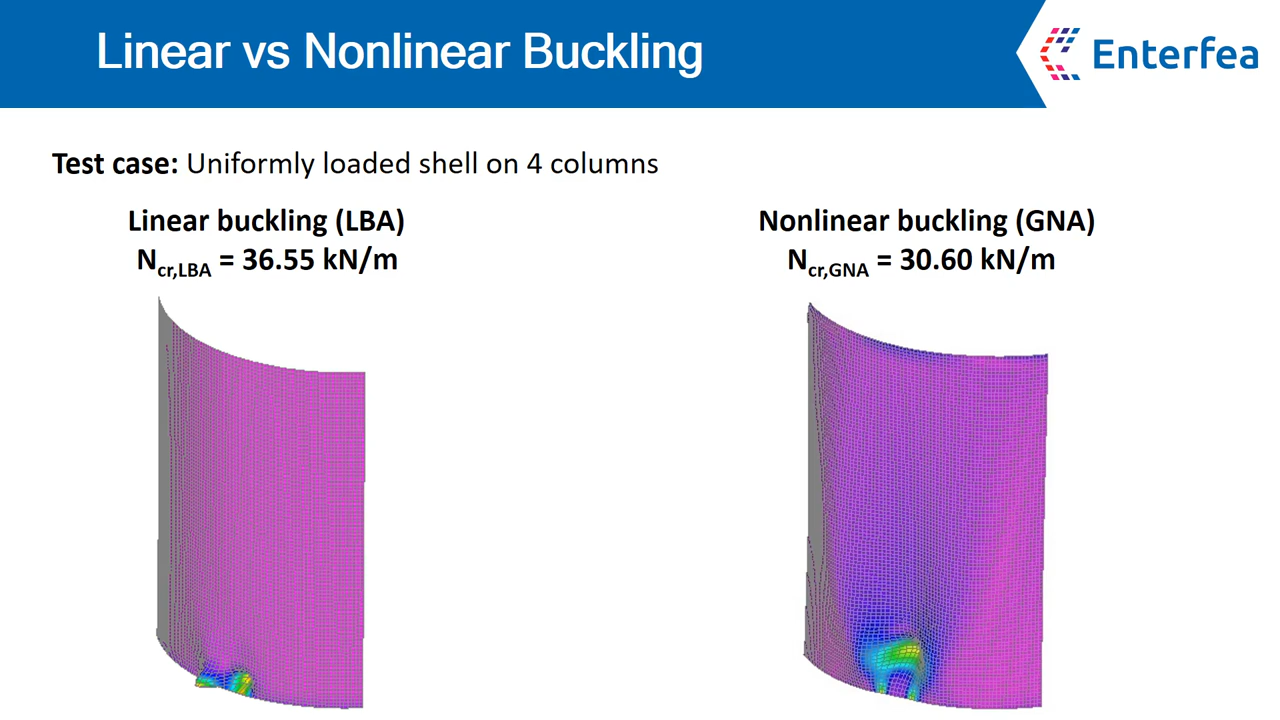 Linear vs Nonlinear Buckling
Enterfea
Test case: Uniformly loaded shell on 4 columns
Linear buckling (LBA)
Ncr,LBA = 36.55 kN/m
Nonlinear buckling (GNA)
Ncr,GNA = 30.60 kN/m